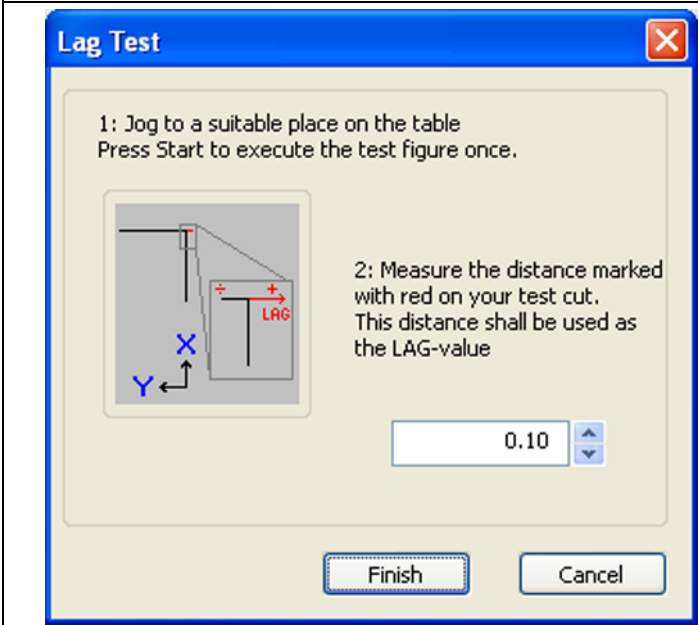 Lag Test
1: Jog to a suitable place on the table
Press Start to execute the test figure once.
÷ +
LAG
X
Y
2: Measure the distance marked
with red on your test cut.
This distance shall be used as
the LAG-value
0.10
Finish Cancel